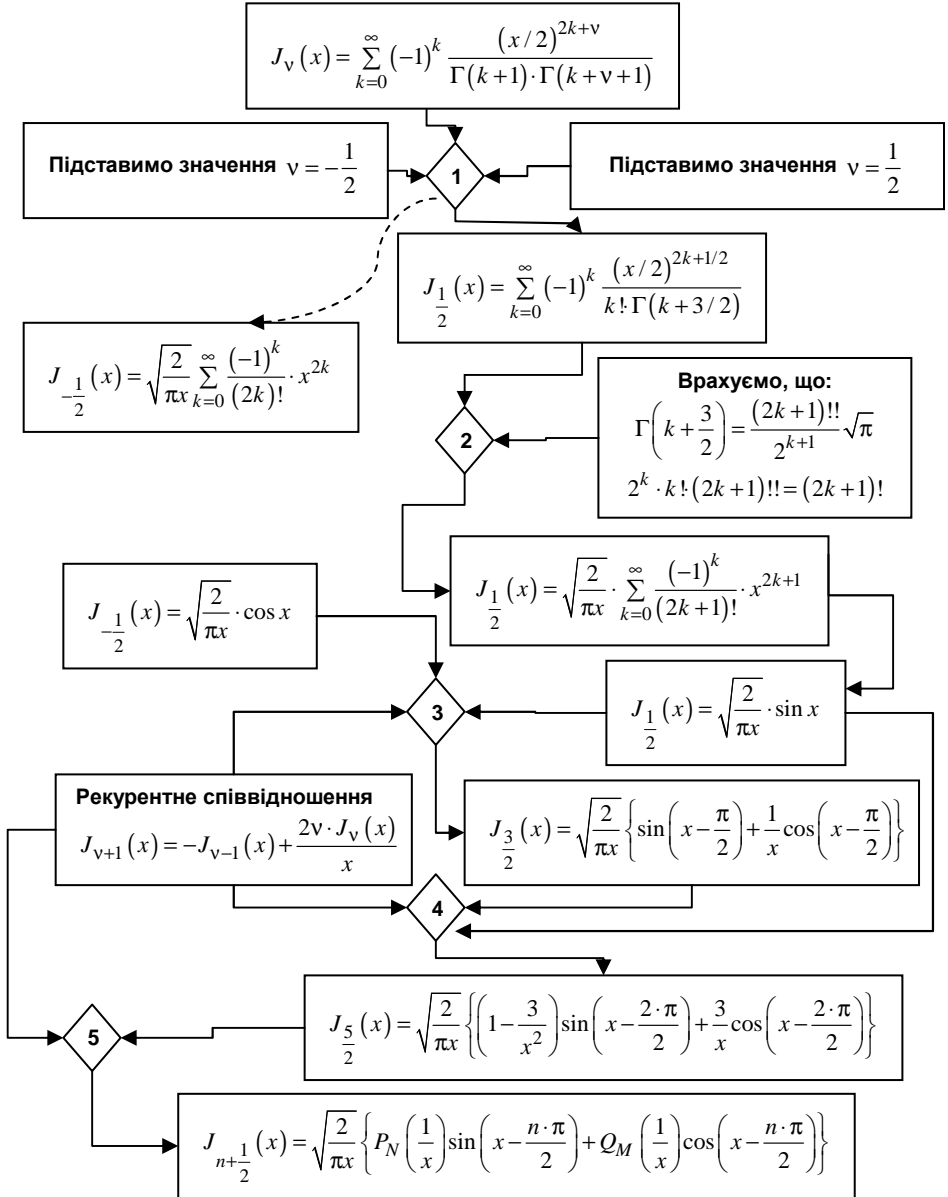 J_ν(x) = ∑_{k=0}^{∞} (−1)^k (x/2)^{2k+ν} / (Γ(k+1)·Γ(k+ν+1))
Підставимо значення ν = −1/2
1
Підставимо значення ν = 1/2
J_{1/2}(x) = ∑_{k=0}^{∞} (−1)^k (x/2)^{2k+1/2} / (k!·Γ(k+3/2))
J_{−1/2}(x) = √(2/(πx)) ∑_{k=0}^{∞} (−1)^k/(2k)! · x^{2k}
Врахуємо, що:
Γ(k + 3/2) = (2k+1)!!/2^{k+1} √π
2^k · k!·(2k+1)!! = (2k+1)!
2
J_{1/2}(x) = √(2/(πx)) · ∑_{k=0}^{∞} (−1)^k/(2k+1)! · x^{2k+1}
J_{−1/2}(x) = √(2/(πx)) · cos x
3
J_{1/2}(x) = √(2/(πx)) · sin x
Рекурентне співвідношення
J_{ν+1}(x) = −J_{ν−1}(x) + 2ν·J_ν(x)/x
J_{3/2}(x) = √(2/(πx)) {sin(x − π/2) + 1/x cos(x − π/2)}
4
5
J_{5/2}(x) = √(2/(πx)) {(1 − 3/x²) sin(x − 2·π/2) + 3/x cos(x − 2·π/2)}
J_{n+1/2}(x) = √(2/(πx)) {P_N(1/x) sin(x − n·π/2) + Q_M(1/x) cos(x − n·π/2)}